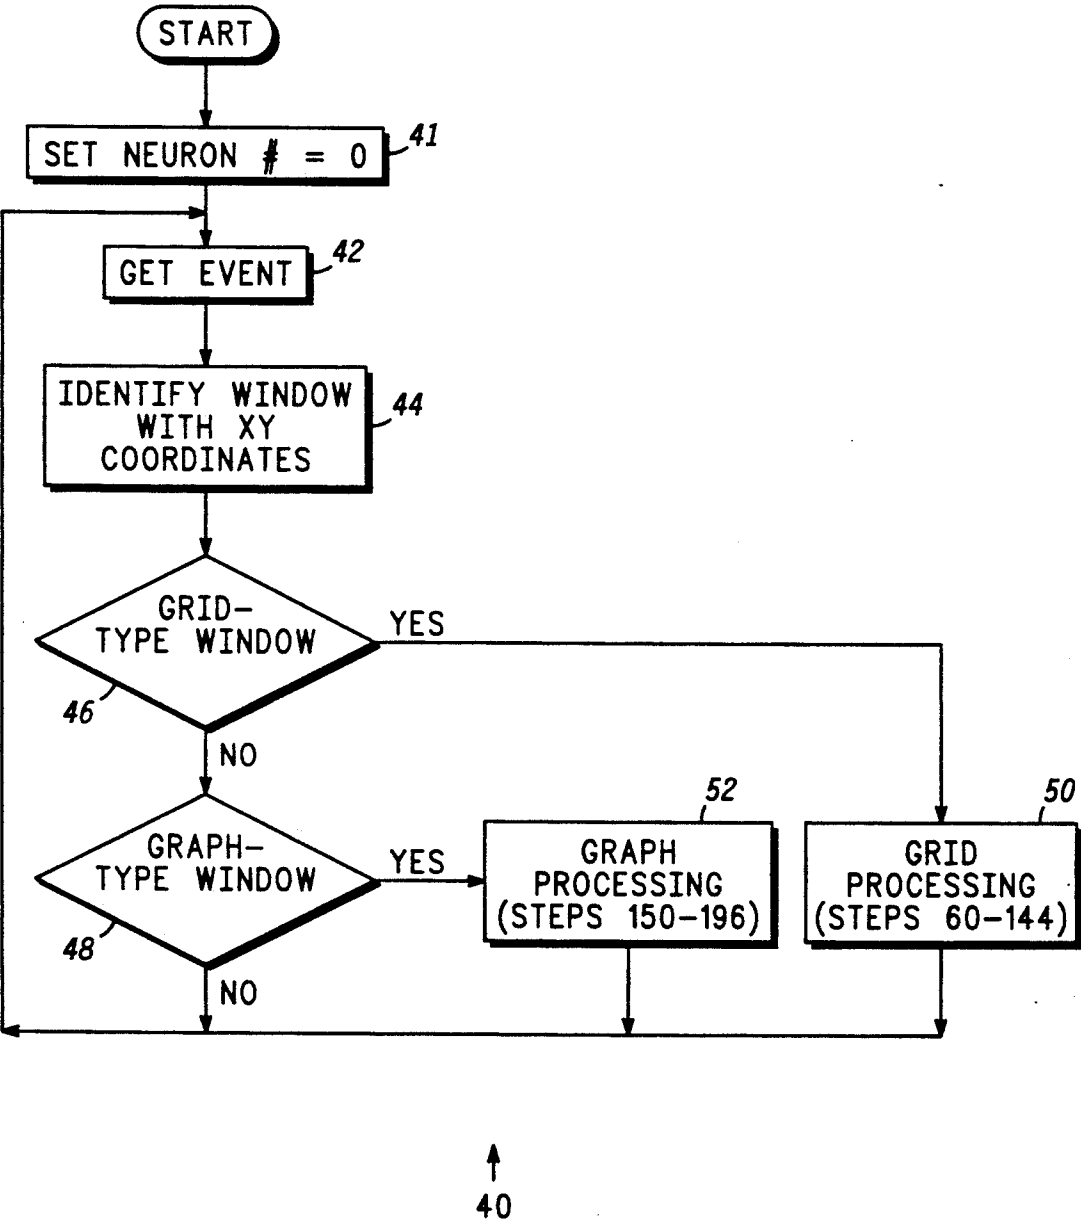 START
SET NEURON # = 0
41
GET EVENT
42
IDENTIFY WINDOW
WITH XY
COORDINATES
44
GRID-
TYPE WINDOW
YES
46
NO
GRAPH-
TYPE WINDOW
YES
48
NO
52
GRAPH
PROCESSING
(STEPS 150-196)
50
GRID
PROCESSING
(STEPS 60-144)
40